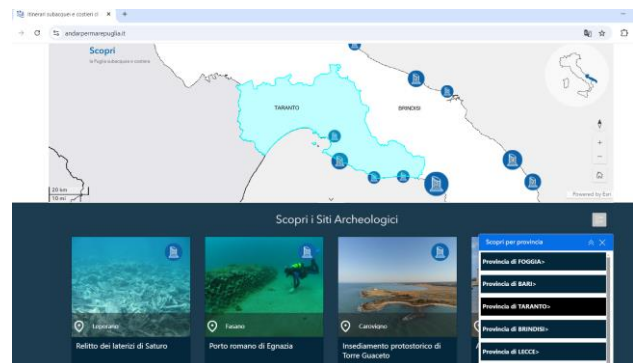 Itinerari subacquei e costieri di
andarpermarepuglia.it
Scopri
la Puglia subacquea e costiera
TARANTO
BRINDISI
20 km
10 mi
Powered by Esri
Scopri i Siti Archeologici
Scopri per provincia
Provincia di FOGGIA>
Provincia di BARI>
Provincia di TARANTO>
Provincia di BRINDISI>
Provincia di LECCE>
Leporano
Relitto dei laterizi di Saturo
Fasano
Porto romano di Egnazia
Carovigno
Insediamento protostorico di
Torre Guaceto